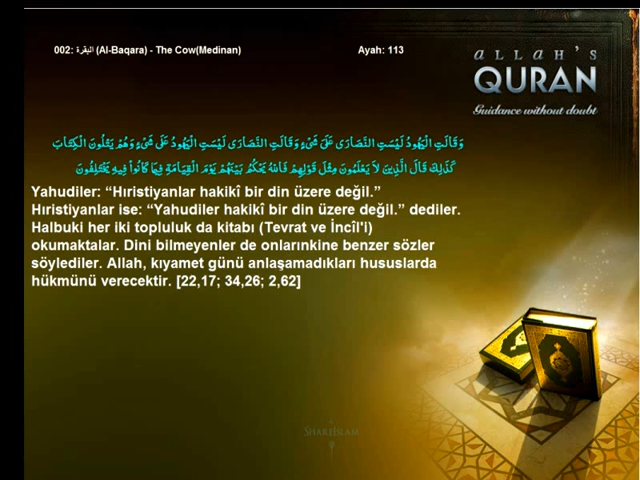 002: البقرة (Al-Baqara) - The Cow(Medinan) Ayah: 113
ALLAH'S
QURAN
Guidance without doubt
وَقَالَتِ الْيَهُودُ لَيْسَتِ النَّصَارَى عَلَىَ شَيْءٍ وَقَالَتِ النَّصَارَى لَيْسَتِ الْيَهُودُ عَلَى شَيْءٍ وَهُمْ يَتْلُونَ الْكِتَابَ
كَذَلِكَ قَالَ الَّذِينَ لاَ يَعْلَمُونَ مِثْلَ قَوْلِهِمْ فَاللّهُ يَحْكُمُ بَيْنَهُمْ يَوْمَ الْقِيَامَةِ فِيمَا كَانُواْ فِيهِ يَخْتَلِفُونَ
Yahudiler: “Hıristiyanlar hakikî bir din üzere değil.”
Hıristiyanlar ise: “Yahudiler hakikî bir din üzere değil.” dediler.
Halbuki her iki topluluk da kitabı (Tevrat ve İncîl'i)
okumaktalar. Dini bilmeyenler de onlarınkine benzer sözler
söylediler. Allah, kıyamet günü anlaşamadıkları hususlarda
hükmünü verecektir. [22,17; 34,26; 2,62]
SHAREISLAM